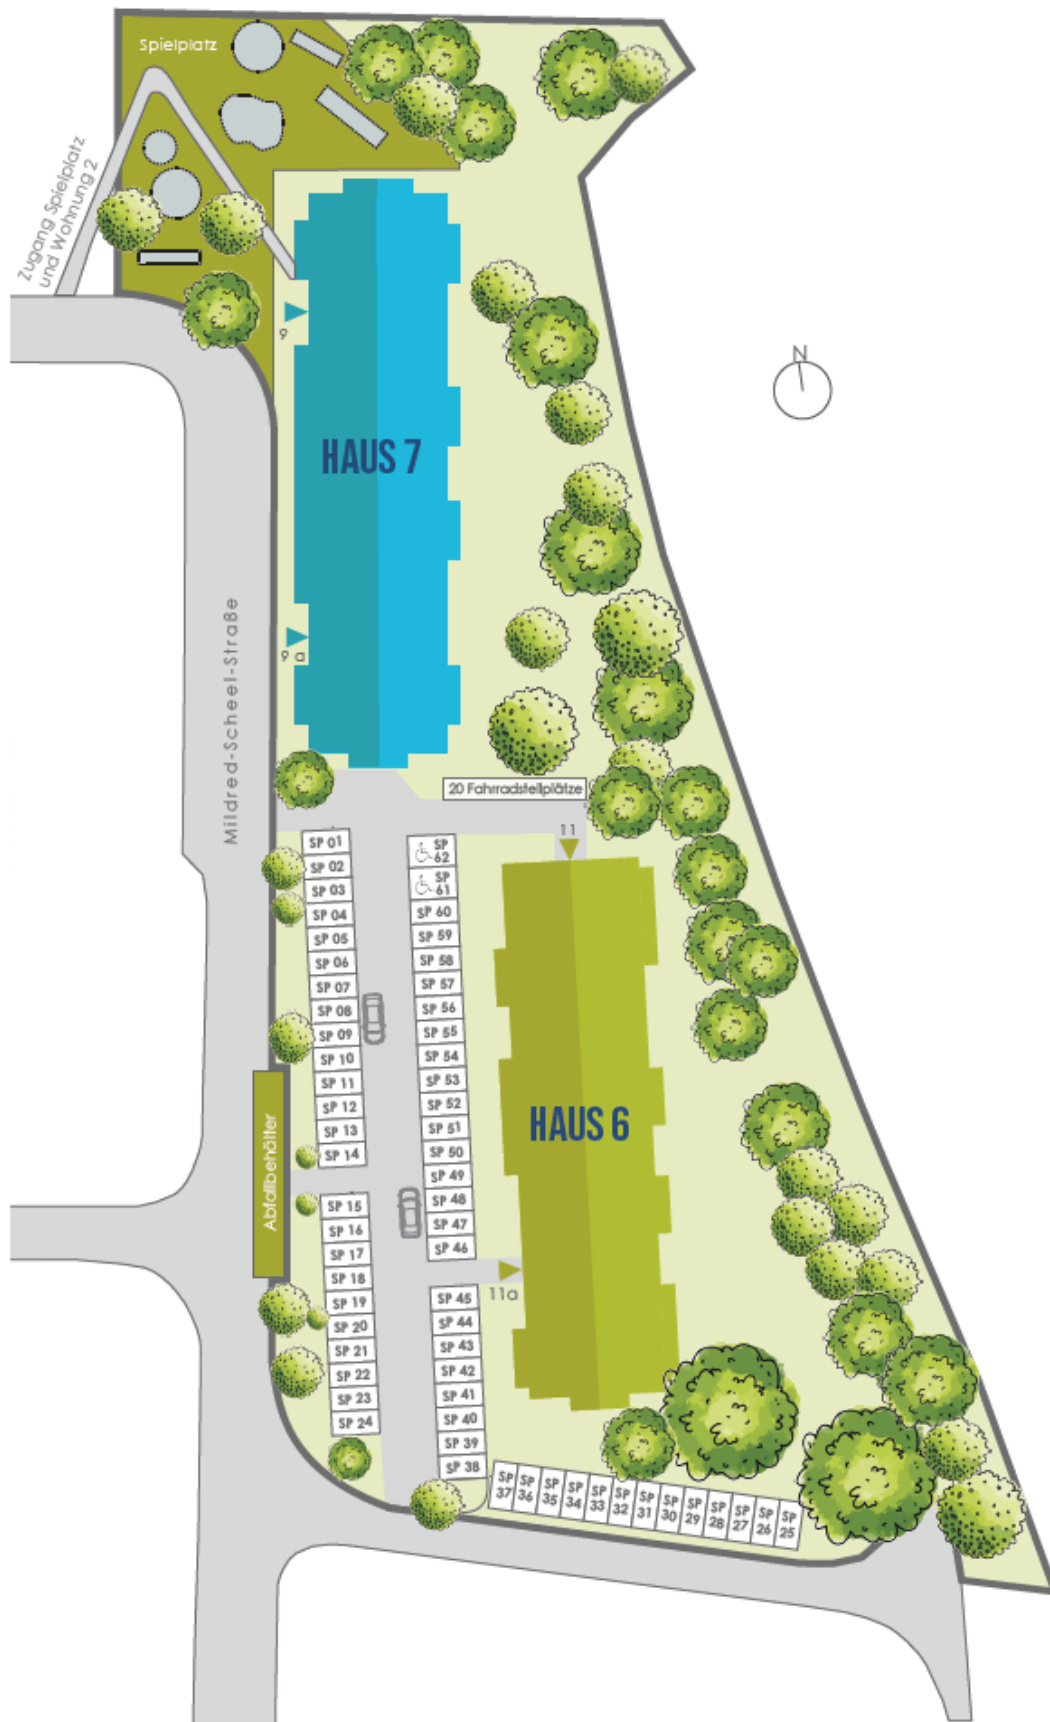 Spielplatz
Zugang Spielplatz
und Wohnung 2
N
9
HAUS 7
Mildred-Scheel-Straße
9 a
20 Fahrradstellplätze
11
SP 01
SP 02
SP 03
SP 04
SP 05
SP 06
SP 07
SP 08
SP 09
SP 10
SP 11
SP 12
SP 13
SP 14
SP
62
SP
61
SP 60
SP 59
SP 58
SP 57
SP 56
SP 55
SP 54
SP 53
SP 52
SP 51
SP 50
SP 49
SP 48
SP 47
SP 46
HAUS 6
Abfallbehälter
SP 15
SP 16
SP 17
SP 18
SP 19
SP 20
SP 21
SP 22
SP 23
SP 24
11a
SP 45
SP 44
SP 43
SP 42
SP 41
SP 40
SP 39
SP 38
SP
37
SP
36
SP
35
SP
34
SP
33
SP
32
SP
31
SP
30
SP
29
SP
28
SP
27
SP
26
SP
25